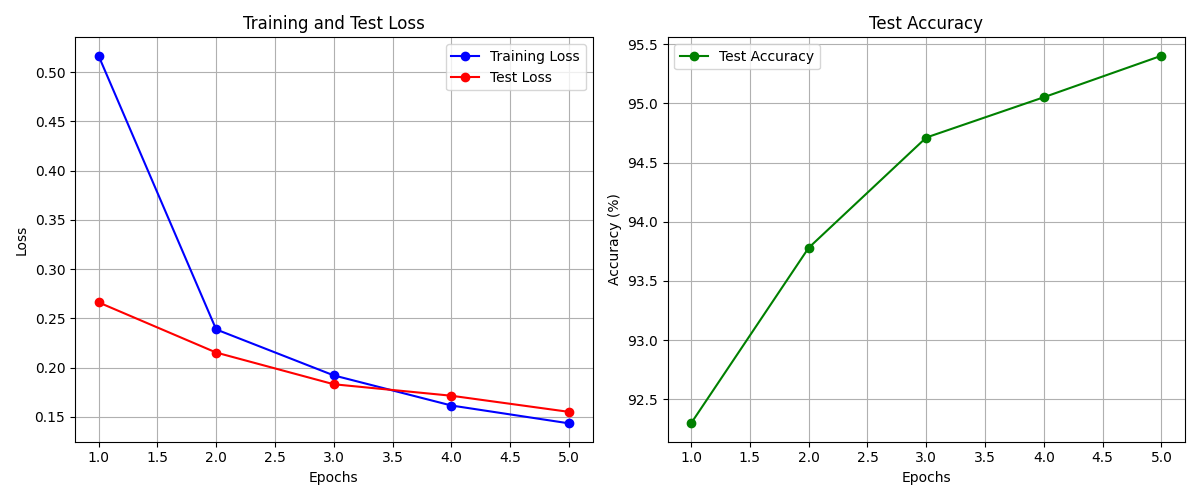 Training and Test Loss
Training Loss
Test Loss
0.50
0.45
0.40
0.35
0.30
0.25
0.20
0.15
Loss
1.0 1.5 2.0 2.5 3.0 3.5 4.0 4.5 5.0
Epochs
Test Accuracy
Test Accuracy
95.5
95.0
94.5
94.0
93.5
93.0
92.5
Accuracy (%)
1.0 1.5 2.0 2.5 3.0 3.5 4.0 4.5 5.0
Epochs